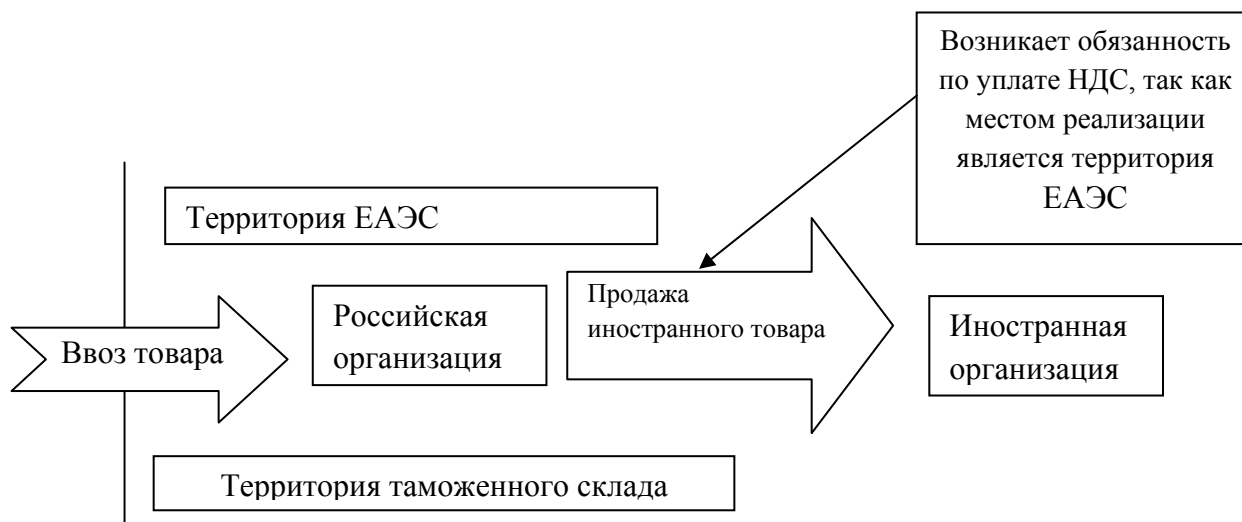 Возникает обязанность
по уплате НДС, так как
местом реализации
является территория
ЕАЭС
Территория ЕАЭС
Ввоз товара
Российская
организация
Продажа
иностранного товара
Иностранная
организация
Территория таможенного склада